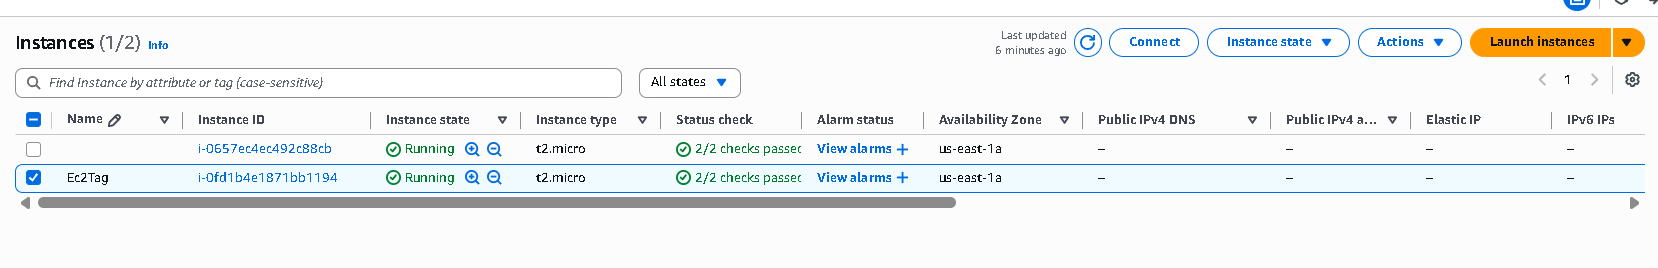 Instances (1/2) Info
Last updated
6 minutes ago
Connect
Instance state
Actions
Launch instances
Find Instance by attribute or tag (case-sensitive)
All states
1
Name Instance ID Instance state Instance type Status check Alarm status Availability Zone Public IPv4 DNS Public IPv4 a... Elastic IP IPv6 IPs
i-0657ec4ec492c88cb Running t2.micro 2/2 checks passec View alarms + us-east-1a – – – –
Ec2Tag i-0fd1b4e1871bb1194 Running t2.micro 2/2 checks passec View alarms + us-east-1a – – – –